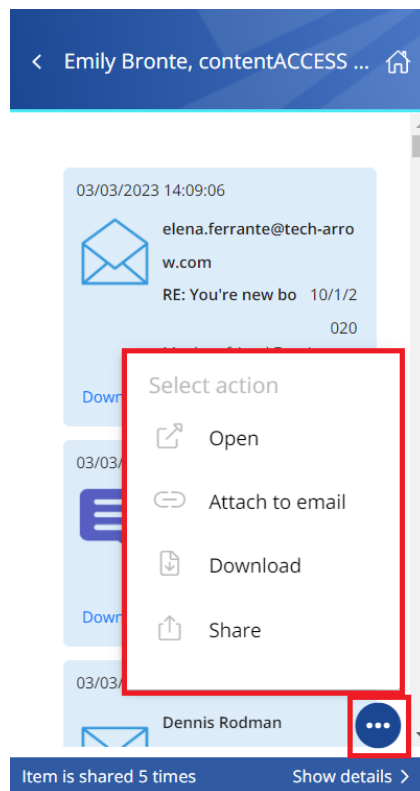 Emily Bronte, contentACCESS ...
03/03/2023 14:09:06
elena.ferrante@tech-arro
w.com
RE: You're new bo 10/1/2
020
Down
Select action
Open
03/03/
Attach to email
Download
Down
Share
03/03/
Dennis Rodman
Item is shared 5 times Show details >